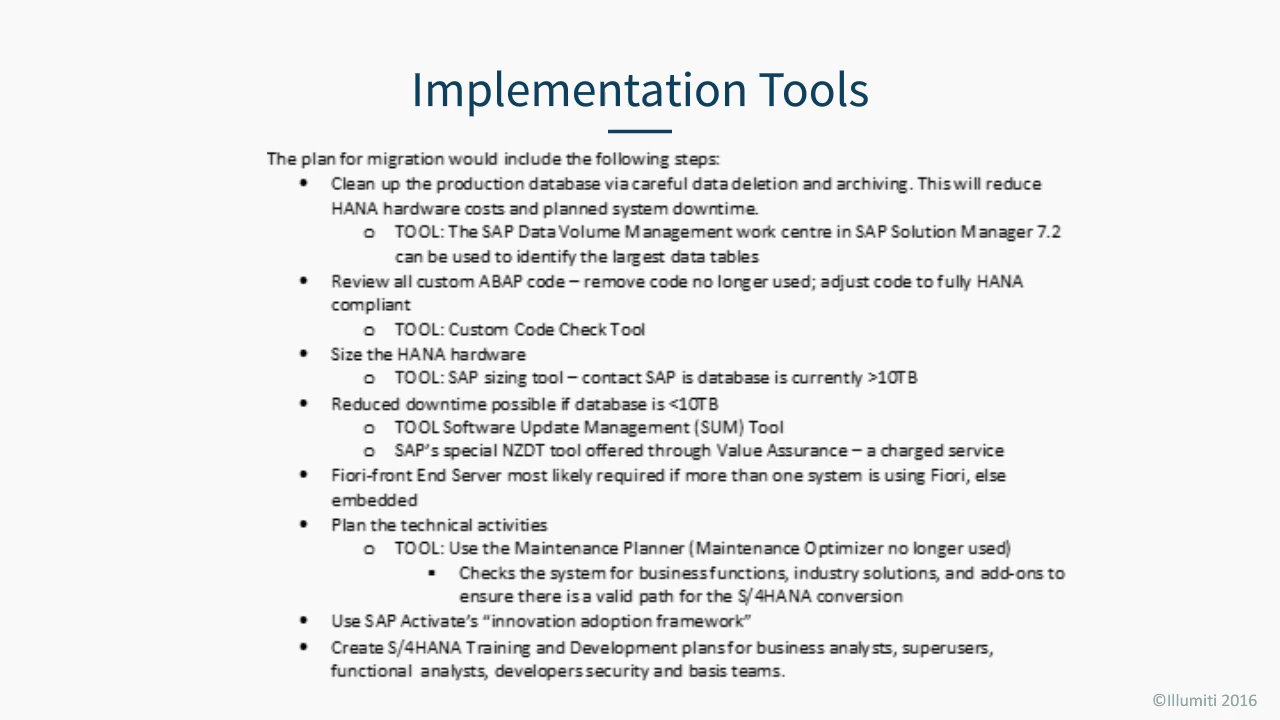 Implementation Tools
The plan for migration would include the following steps:
• Clean up the production database via careful data deletion and archiving. This will reduce
HANA hardware costs and planned system downtime.
o TOOL: The SAP Data Volume Management work centre in SAP Solution Manager 7.2
can be used to identify the largest data tables
• Review all custom ABAP code – remove code no longer used; adjust code to fully HANA
compliant
o TOOL: Custom Code Check Tool
• Size the HANA hardware
o TOOL: SAP sizing tool – contact SAP is database is currently >10TB
• Reduced downtime possible if database is <10TB
o TOOL Software Update Management (SUM) Tool
o SAP's special NZDT tool offered through Value Assurance – a charged service
• Fiori-front End Server most likely required if more than one system is using Fiori, else
embedded
• Plan the technical activities
o TOOL: Use the Maintenance Planner (Maintenance Optimizer no longer used)
▪ Checks the system for business functions, industry solutions, and add-ons to
ensure there is a valid path for the S/4HANA conversion
• Use SAP Activate's “innovation adoption framework”
• Create S/4HANA Training and Development plans for business analysts, superusers,
functional analysts, developers security and basis teams.
©Illumiti 2016